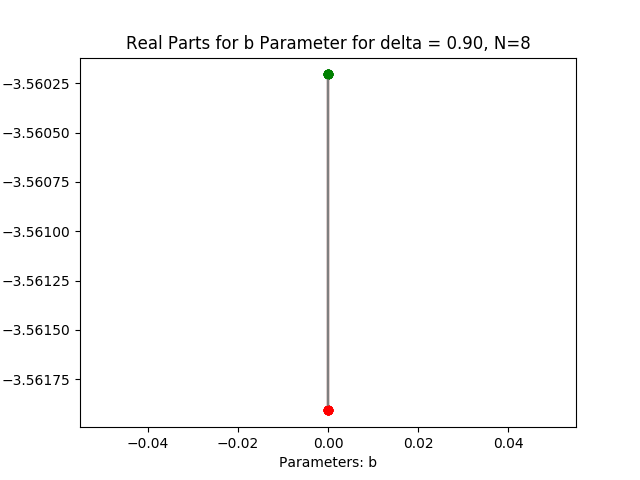 Real Parts for b Parameter for delta = 0.90, N=8
−3.56025
−3.56050
−3.56075
−3.56100
−3.56125
−3.56150
−3.56175
−0.04 −0.02 0.00 0.02 0.04
Parameters: b